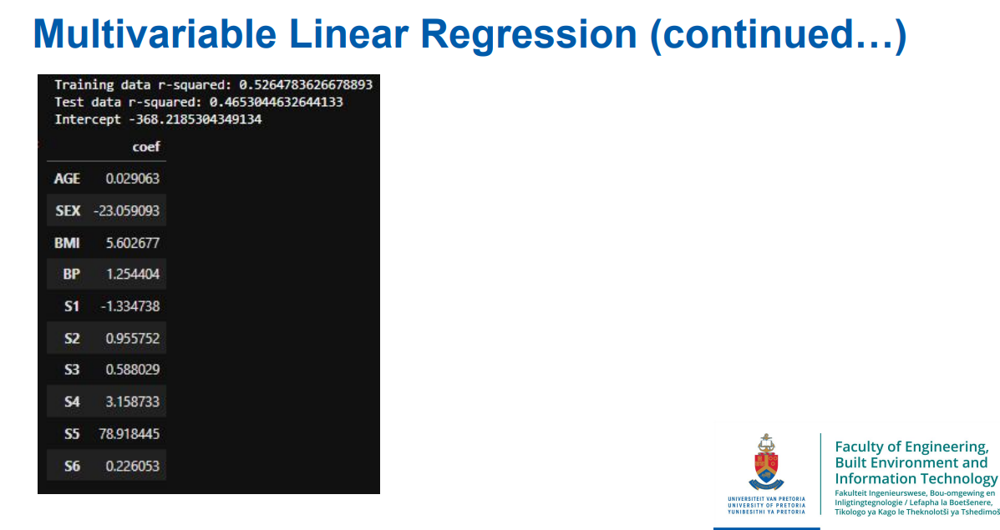 Multivariable Linear Regression (continued…)
Training data r-squared: 0.5264783626678893
Test data r-squared: 0.4653044632644133
Intercept -368.2185304349134
coef
AGE 0.029063
SEX -23.059093
BMI 5.602677
BP 1.254404
S1 -1.334738
S2 0.955752
S3 0.588029
S4 3.158733
S5 78.918445
S6 0.226053
UNIVERSITEIT VAN PRETORIA
UNIVERSITY OF PRETORIA
YUNIBESITHI YA PRETORIA
Faculty of Engineering,
Built Environment and
Information Technology
Fakulteit Ingenieurswese, Bou-omgewing en
Inligtingtegnologie / Lefapha la Boetšenere,
Tikologo ya Kago le Theknolotši ya Tshedimoš